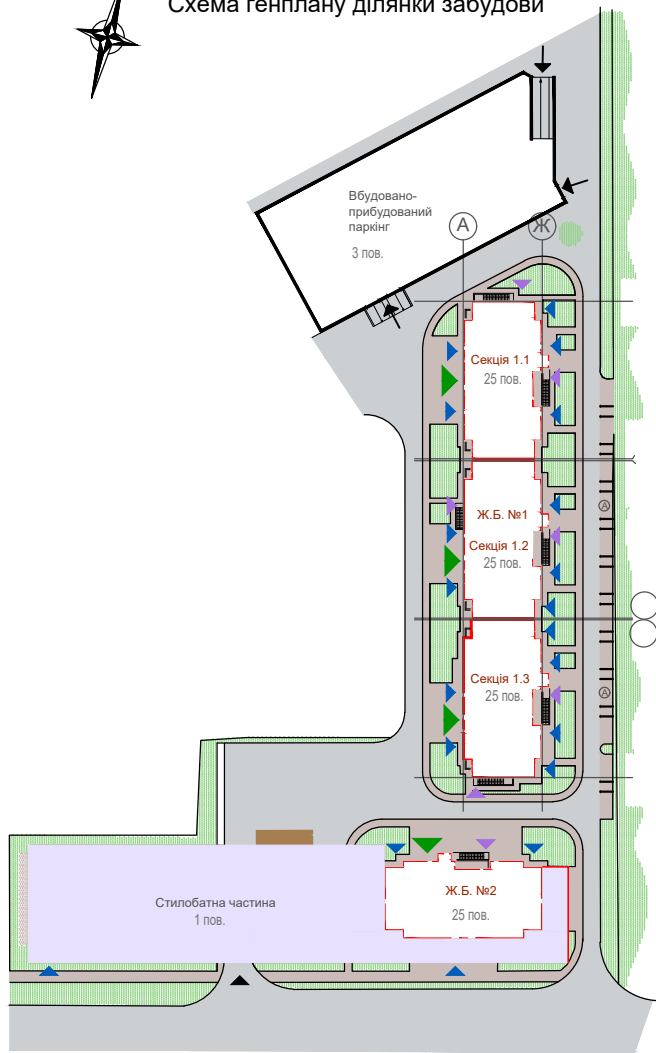 Схема генплану ділянки забудови
Вбудовано-
прибудований
паркінг
3 пов.
А
Ж
Секція 1.1
25 пов.
Ж.Б. №1
Секція 1.2
25 пов.
А
Секція 1.3
25 пов.
А
Ж.Б. №2
25 пов.
Стилобатна частина
1 пов.